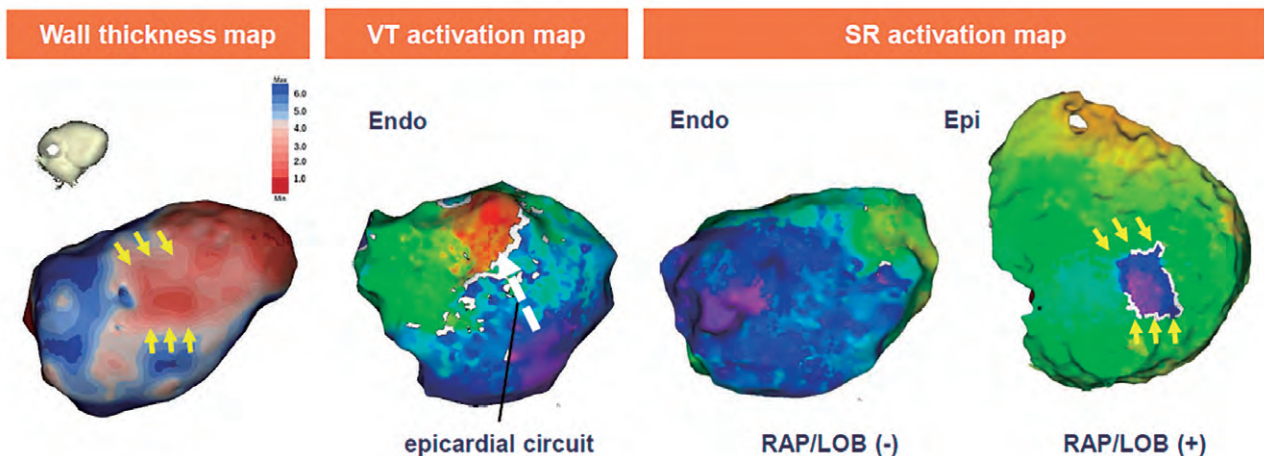 Wall thickness map
VT activation map
SR activation map
Max
6.0
5.0
4.0
3.0
2.0
1.0
Min
Endo
Endo
Epi
epicardial circuit
RAP/LOB (-)
RAP/LOB (+)